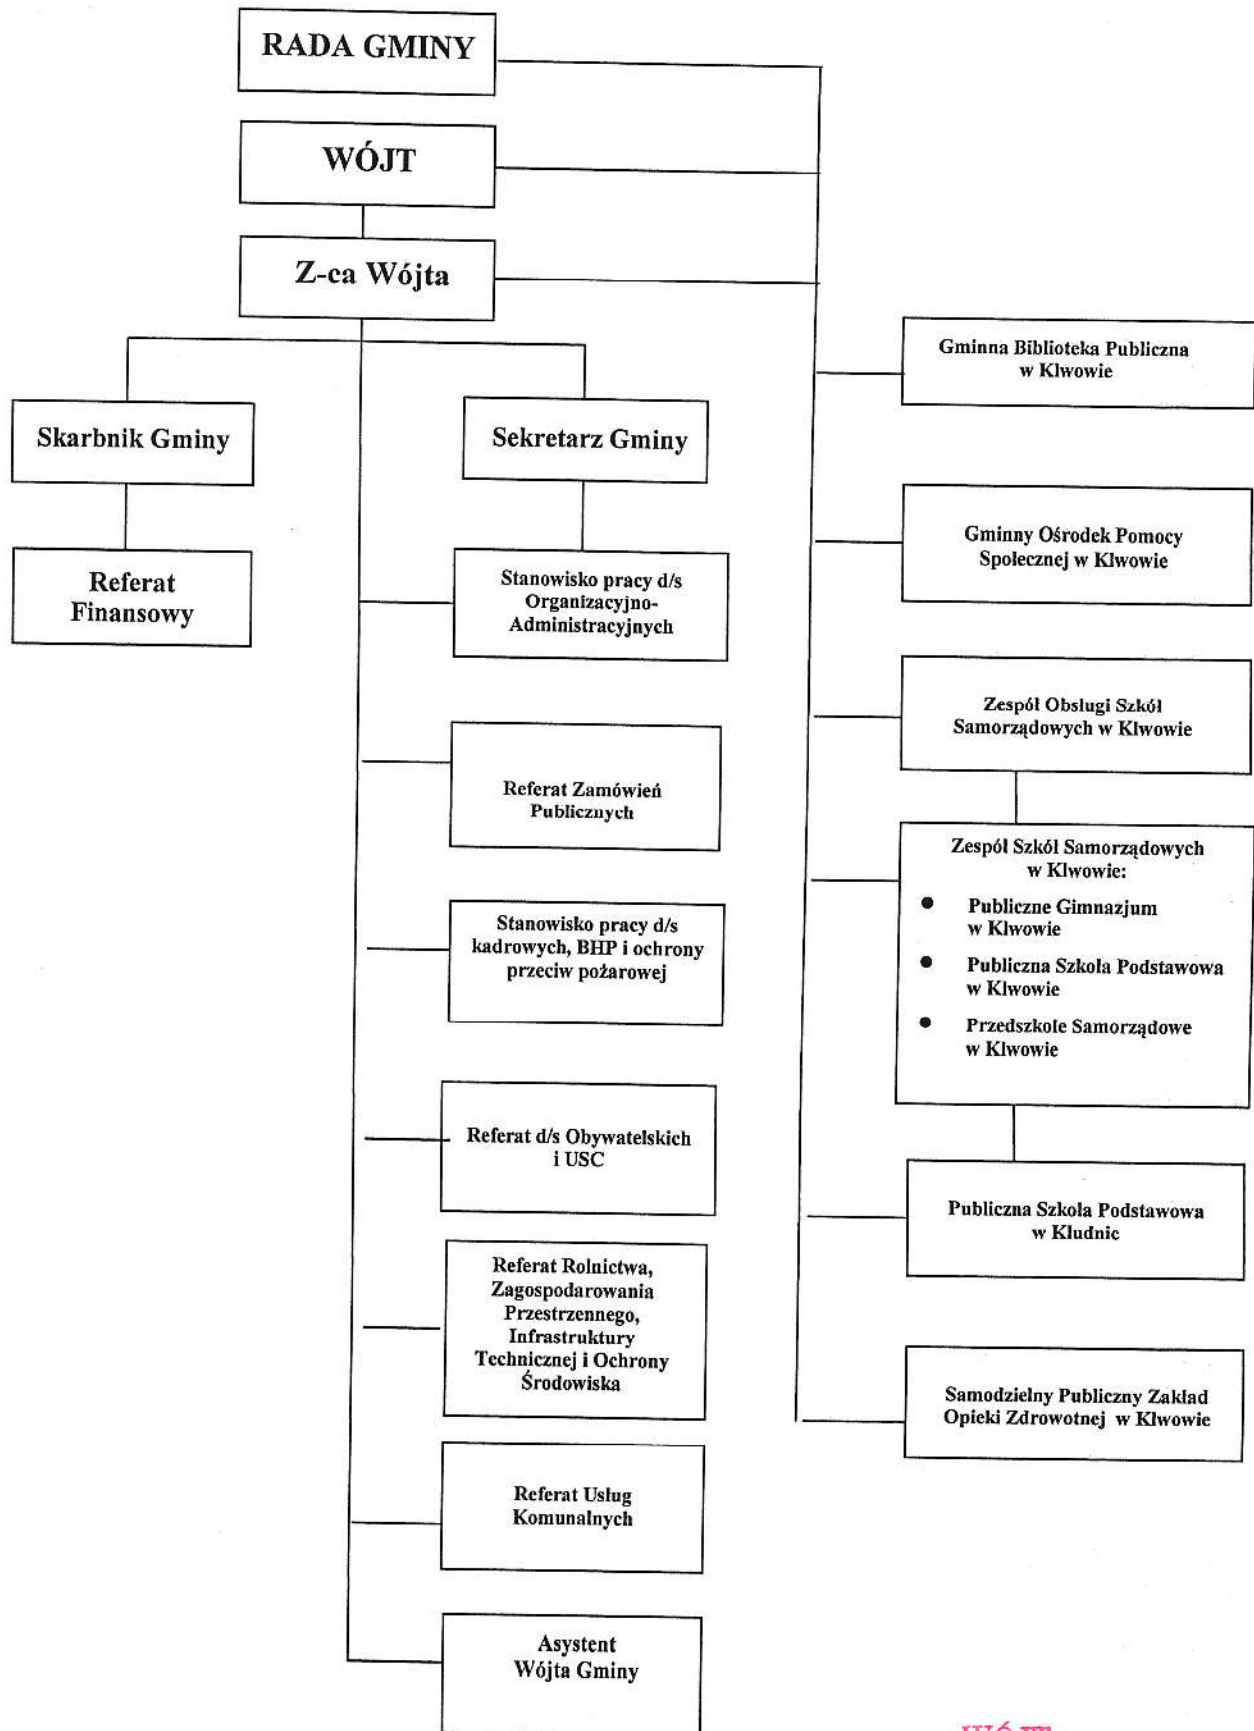 RADA GMINY
WÓJT
Z-ca Wójta
Skarbnik Gminy
Sekretarz Gminy
Referat
Finansowy
Stanowisko pracy d/s
Organizacyjno-
Administracyjnych
Referat Zamówień
Publicznych
Stanowisko pracy d/s
kadrowych, BHP i ochrony
przeciw pożarowej
Referat d/s Obywatelskich
i USC
Referat Rolnictwa,
Zagospodarowania
Przestrzennego,
Infrastruktury
Technicznej i Ochrony
Środowiska
Referat Usług
Komunalnych
Asystent
Wójta Gminy
Gminna Biblioteka Publiczna
w Klwowie
Gminny Ośrodek Pomocy
Społecznej w Klwowie
Zespół Obsługi Szkół
Samorządowych w Klwowie
Zespół Szkół Samorządowych
w Klwowie:
● Publiczne Gimnazjum
w Klwowie
● Publiczna Szkoła Podstawowa
w Klwowie
● Przedszkole Samorządowe
w Klwowie
Publiczna Szkoła Podstawowa
w Kłudnie
Samodzielny Publiczny Zakład
Opieki Zdrowotnej w Klwowie
WÓJT